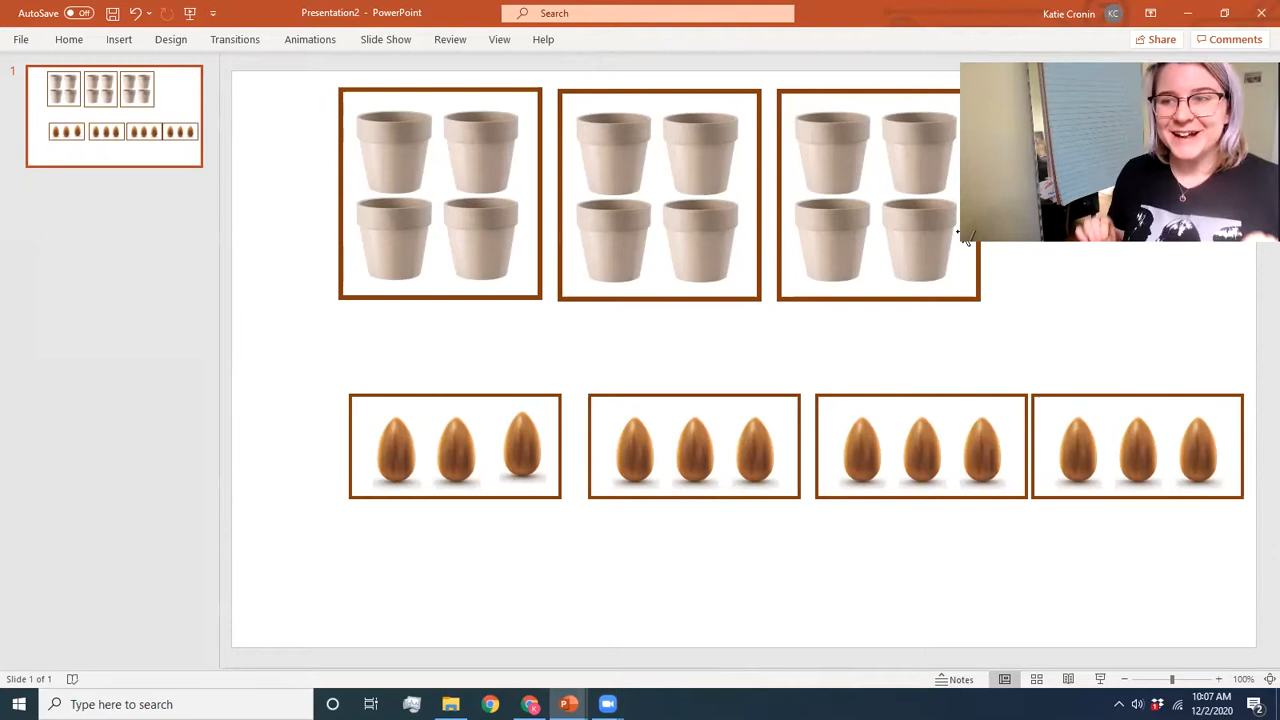 AutoSave Off Presentation2 - PowerPoint Search Katie Cronin KC
File Home Insert Design Transitions Animations Slide Show Review View Help Share Comments
1
Slide 1 of 1 Notes 100%
Type here to search
10:07 AM
12/2/2020
2